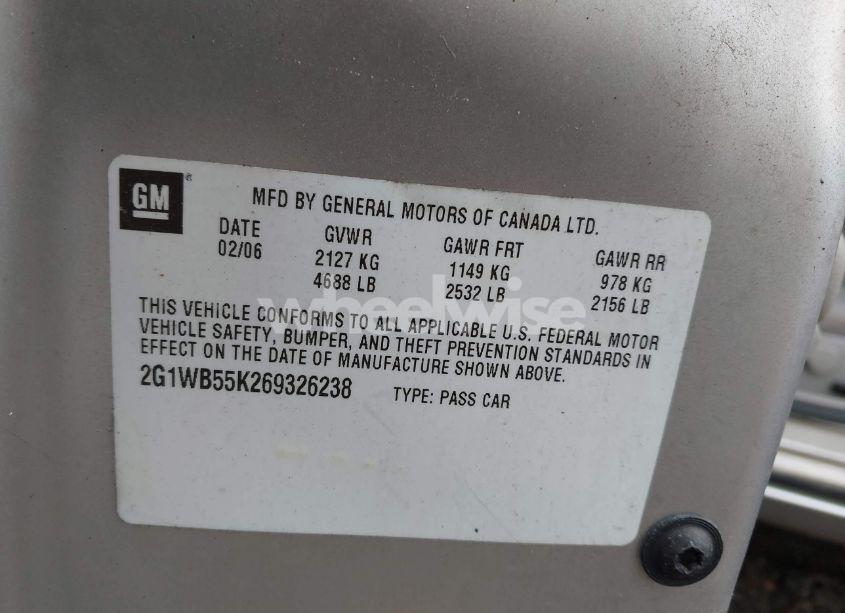 GM
MFD BY GENERAL MOTORS OF CANADA LTD.
DATE GVWR GAWR FRT GAWR RR
02/06 2127 KG 1149 KG 978 KG
4688 LB 2532 LB 2156 LB
THIS VEHICLE CONFORMS TO ALL APPLICABLE U.S. FEDERAL MOTOR
VEHICLE SAFETY, BUMPER, AND THEFT PREVENTION STANDARDS IN
EFFECT ON THE DATE OF MANUFACTURE SHOWN ABOVE.
2G1WB55K269326238 TYPE: PASS CAR
wheelwise